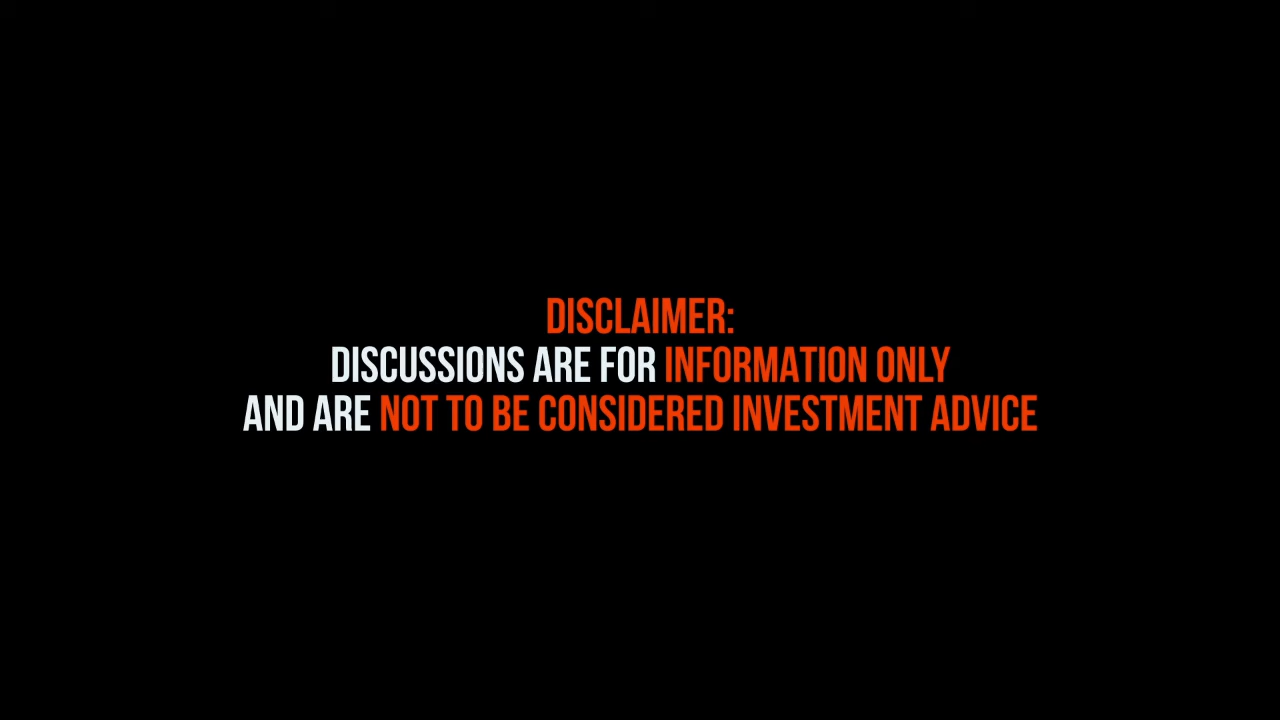 DISCLAIMER:
DISCUSSIONS ARE FOR INFORMATION ONLY
AND ARE NOT TO BE CONSIDERED INVESTMENT ADVICE